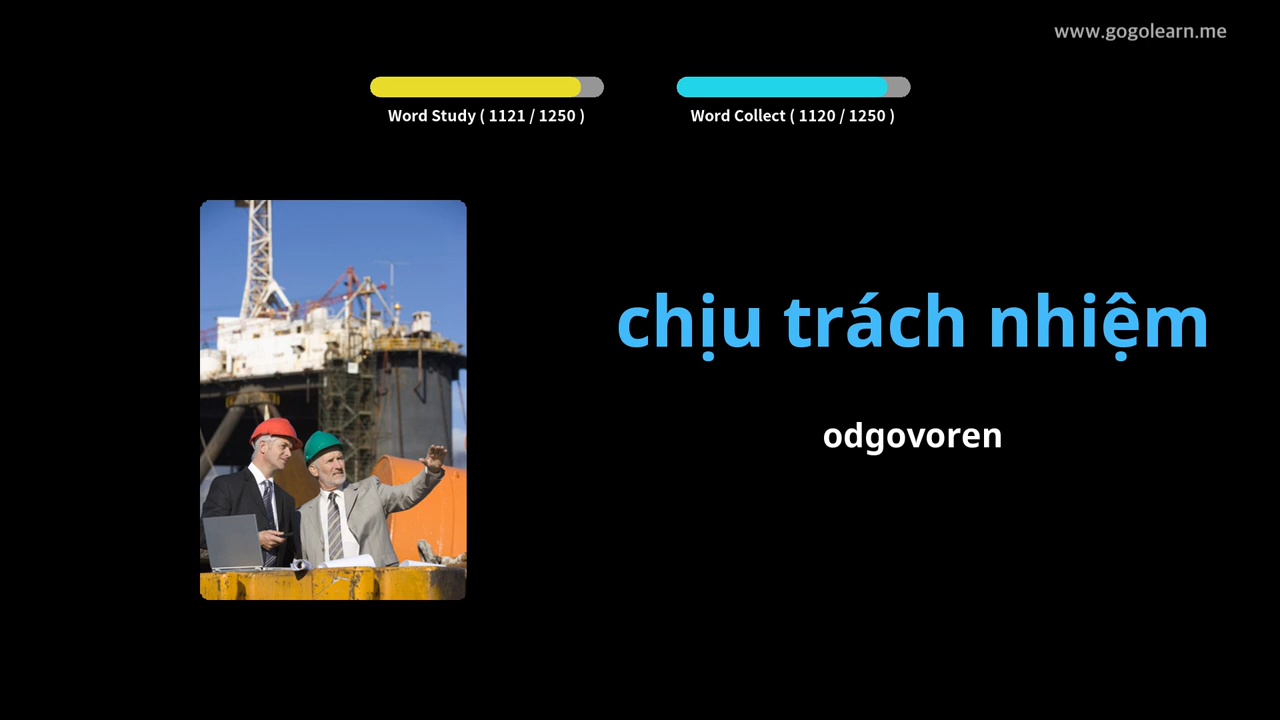 www.gogolearn.me
Word Study ( 1121 / 1250 )
Word Collect ( 1120 / 1250 )
chịu trách nhiệm
odgovoren